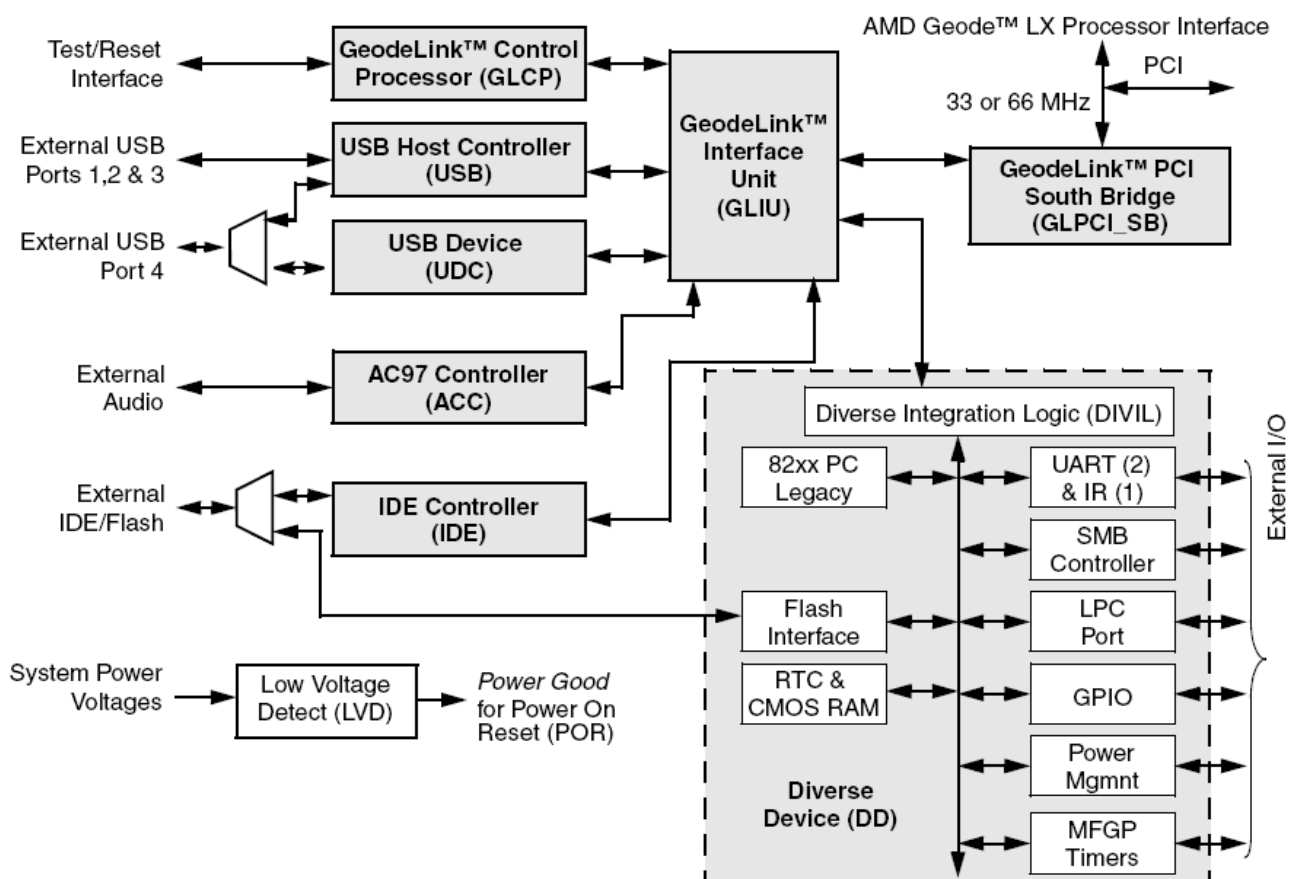 AMD Geode™ LX Processor Interface
Test/Reset
Interface
GeodeLink™ Control
Processor (GLCP)
PCI
33 or 66 MHz
External USB
Ports 1,2 & 3
USB Host Controller
(USB)
GeodeLink™
Interface
Unit
(GLIU)
GeodeLink™ PCI
South Bridge
(GLPCI_SB)
External USB
Port 4
USB Device
(UDC)
External
Audio
AC97 Controller
(ACC)
External
IDE/Flash
IDE Controller
(IDE)
Diverse Integration Logic (DIVIL)
82xx PC
Legacy
UART (2)
& IR (1)
SMB
Controller
Flash
Interface
LPC
Port
RTC &
CMOS RAM
GPIO
Power
Mgmnt
MFGP
Timers
Diverse
Device (DD)
External I/O
System Power
Voltages
Low Voltage
Detect (LVD)
Power Good
for Power On
Reset (POR)